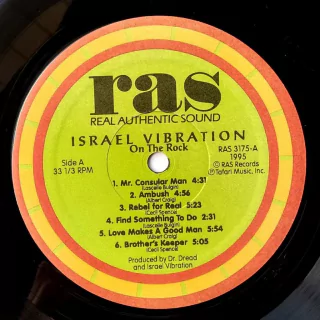 ras
REAL AUTHENTIC SOUND
ISRAEL VIBRATION
On The Rock
Side A
33 1/3 RPM
RAS 3175-A
1995
© RAS Records
℗ Tafari Music, Inc.
1. Mr. Consular Man 4:31
(Lascelle Bulgin)
2. Ambush 4:56
(Albert Craig)
3. Rebel for Real 2:53
(Cecil Spence)
4. Find Something To Do 2:31
(Lascelle Bulgin)
5. Love Makes A Good Man 5:54
(Albert Craig)
6. Brother's Keeper 5:05
(Cecil Spence)
Produced by Dr. Dread
and Israel Vibration